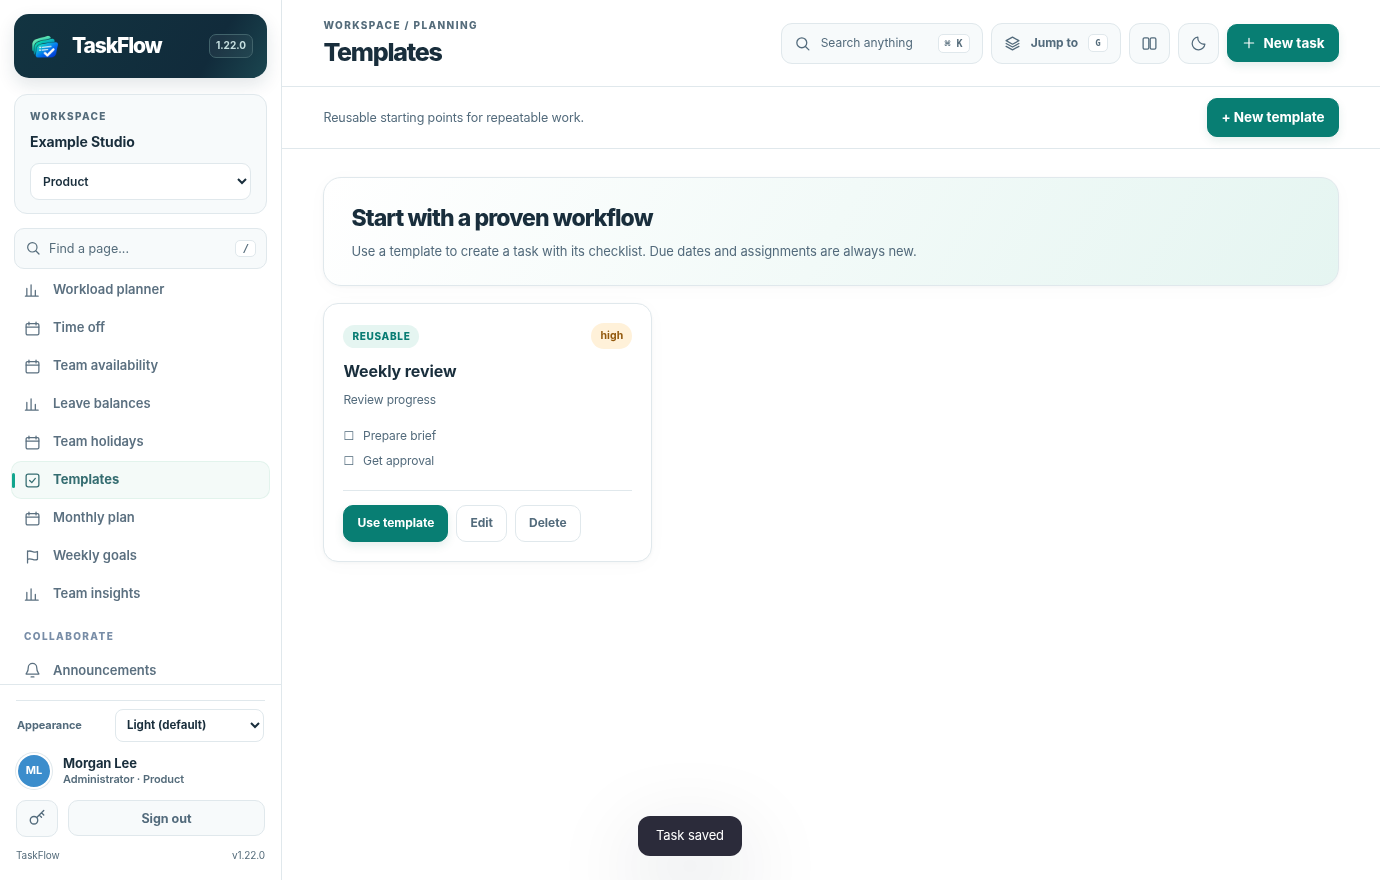 TaskFlow
1.22.0
WORKSPACE
Example Studio
Product
Find a page...
/
Workload planner
Time off
Team availability
Leave balances
Team holidays
Templates
Monthly plan
Weekly goals
Team insights
COLLABORATE
Announcements
Appearance
Light (default)
ML
Morgan Lee
Administrator · Product
Sign out
TaskFlow
v1.22.0
WORKSPACE / PLANNING
Templates
Search anything
⌘ K
Jump to
G
+ New task
Reusable starting points for repeatable work.
+ New template
Start with a proven workflow
Use a template to create a task with its checklist. Due dates and assignments are always new.
REUSABLE
high
Weekly review
Review progress
☐ Prepare brief
☐ Get approval
Use template
Edit
Delete
Task saved